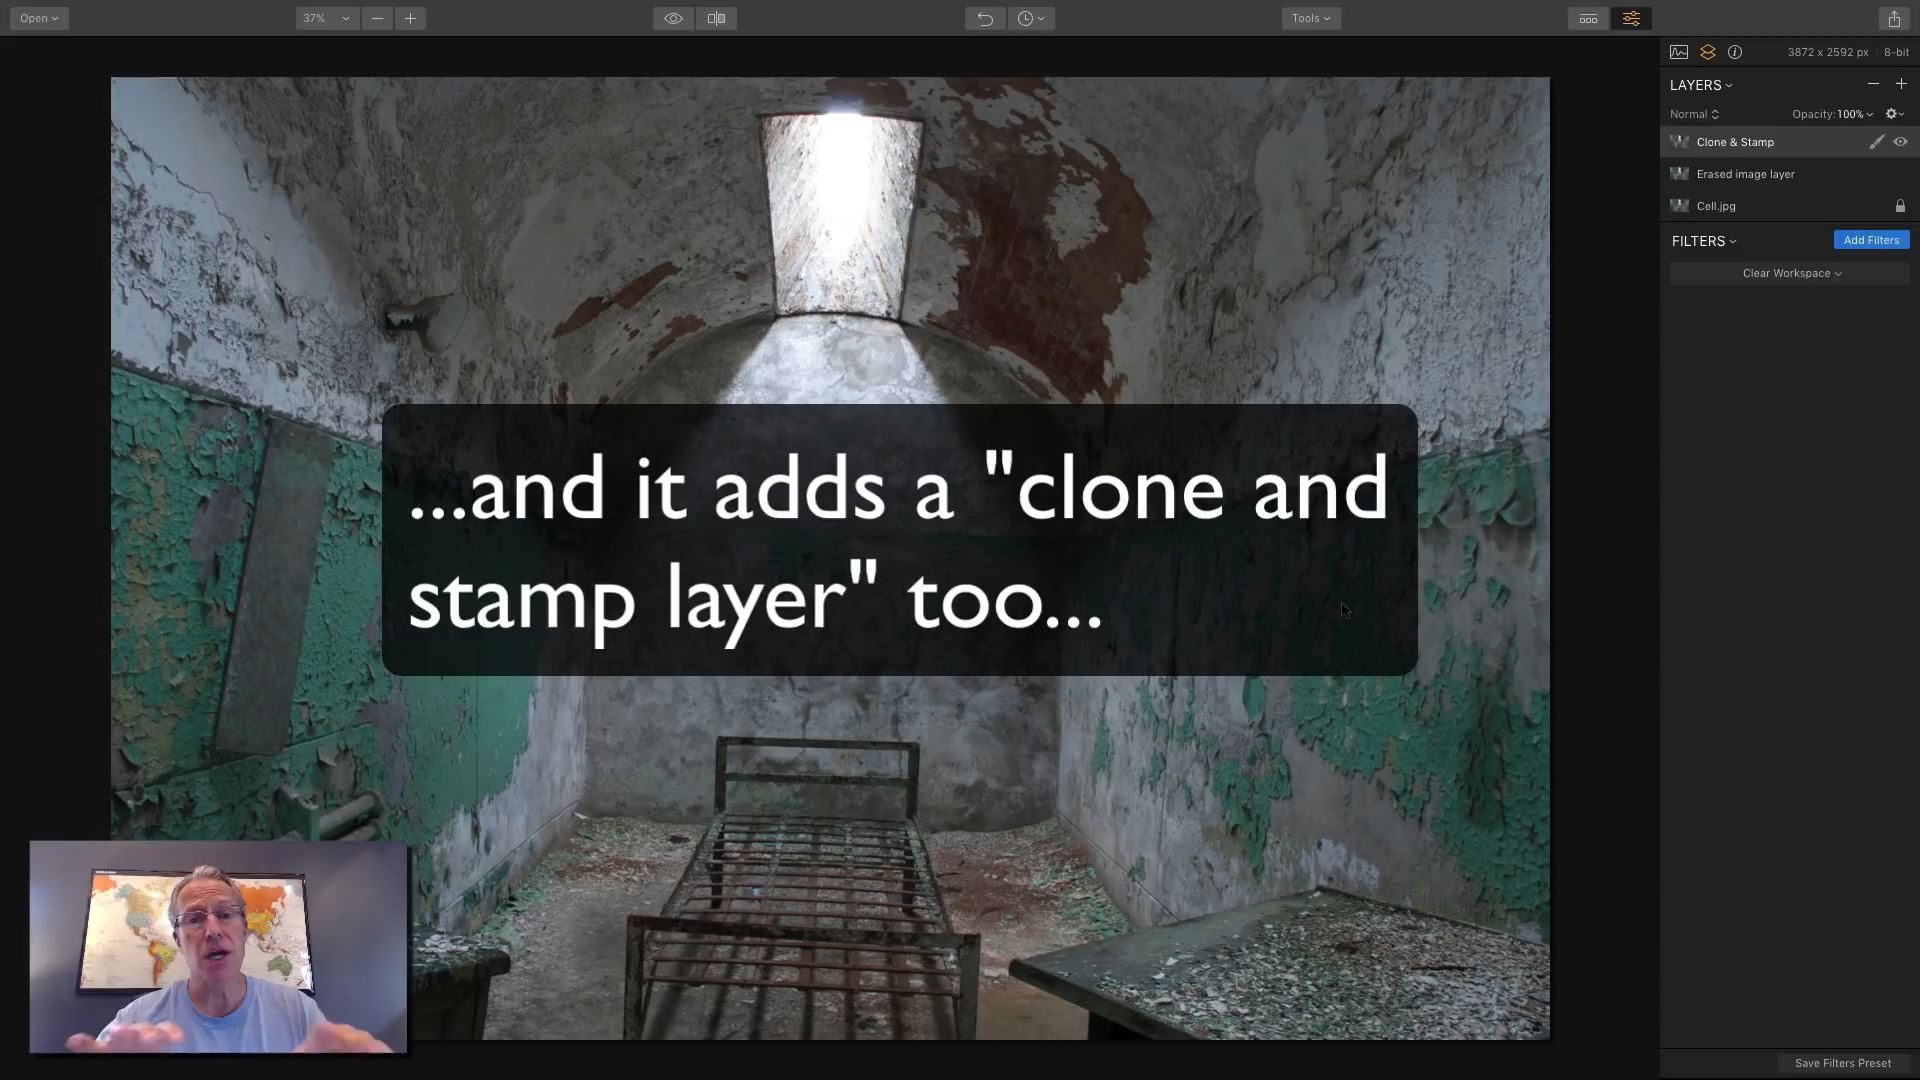 Open
37%
Tools
3872 x 2592 px
8-bit
LAYERS
Normal
Opacity: 100%
Clone & Stamp
Erased image layer
Cell.jpg
FILTERS
Add Filters
Clear Workspace
...and it adds a "clone and
stamp layer" too...
Save Filters Preset